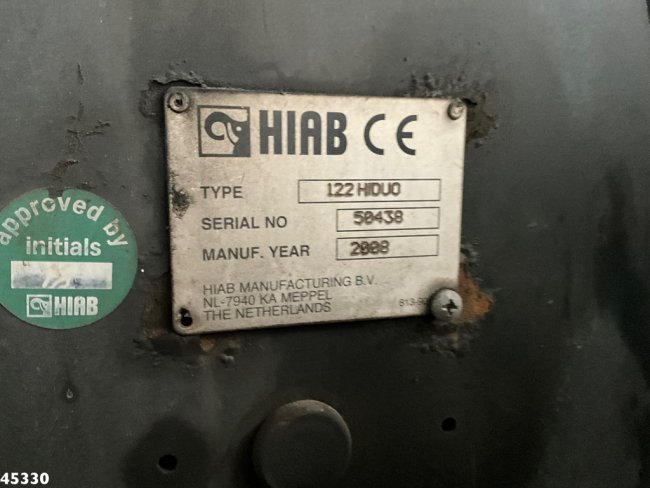 HIAB CE
TYPE 122 HIDUO
SERIAL NO 50438
MANUF. YEAR 2008
HIAB MANUFACTURING B.V.
NL-7940 KA MEPPEL
THE NETHERLANDS
approved by
initials
HIAB
45330